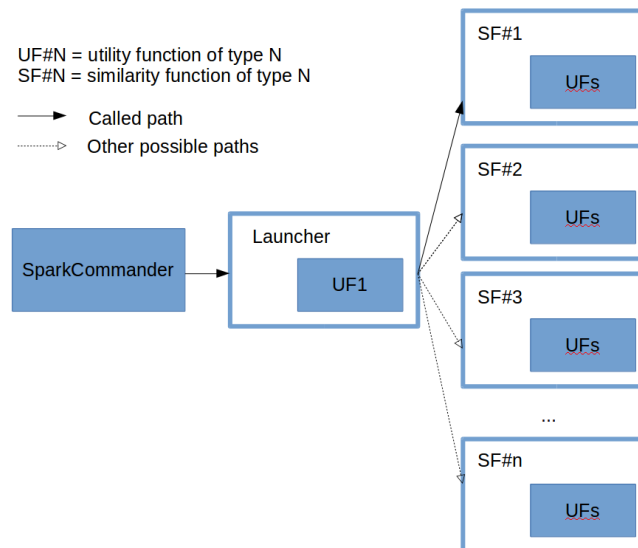 UF#N = utility function of type N
SF#N = similarity function of type N
Called path
Other possible paths
SparkCommander
Launcher
UF1
SF#1
UFs
SF#2
UFs
SF#3
UFs
...
SF#n
UFs